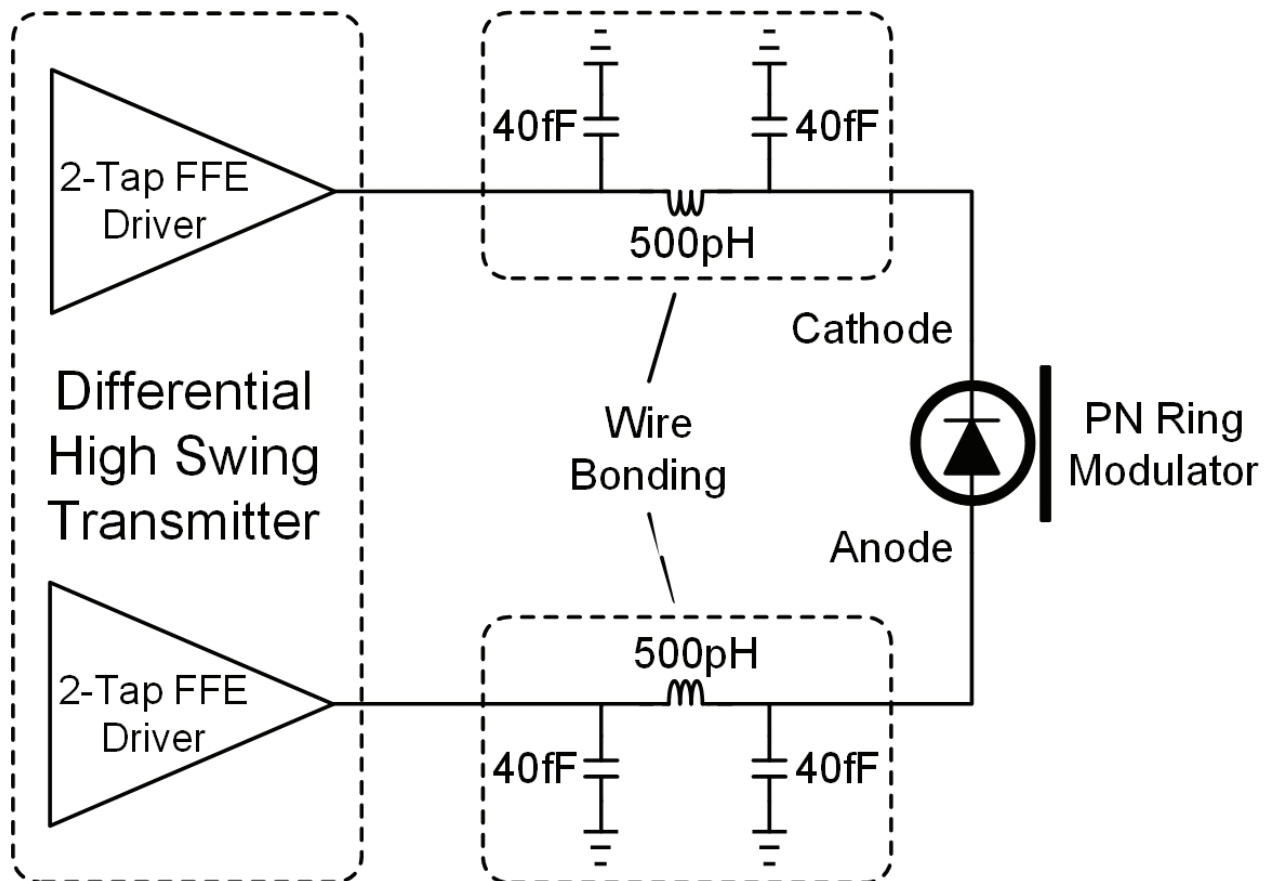 40fF
40fF
2-Tap FFE
Driver
500pH
Cathode
Differential
High Swing
Transmitter
Wire
Bonding
PN Ring
Modulator
Anode
500pH
2-Tap FFE
Driver
40fF
40fF